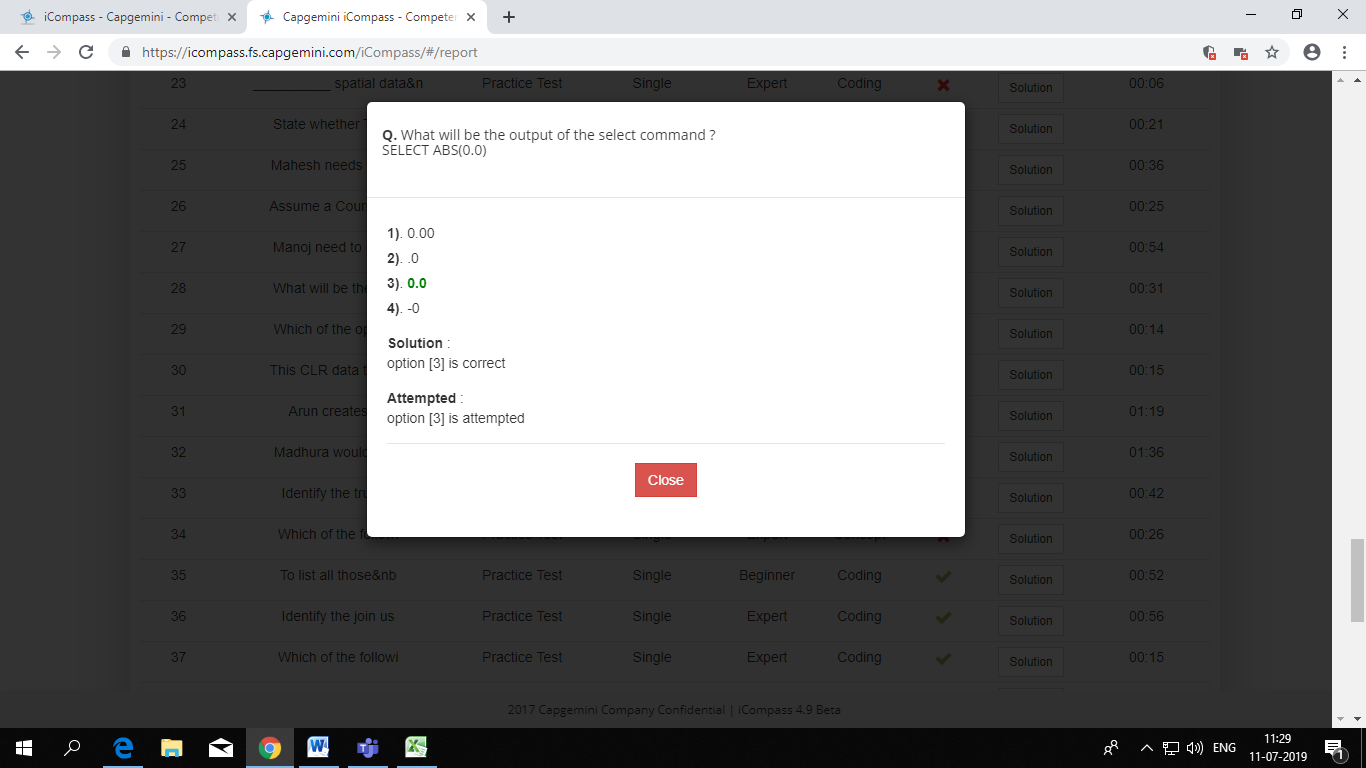 iCompass - Capgemini - Compet
Capgemini iCompass - Competen
https://icompass.fs.capgemini.com/iCompass/#/report
23 __________ spatial data&n Practice Test Single Expert Coding Solution 00:06
Q. What will be the output of the select command ?
SELECT ABS(0.0)
1). 0.00
2). .0
3). 0.0
4). -0
Solution :
option [3] is correct
Attempted :
option [3] is attempted
Close
24 State whether Solution 00:21
25 Mahesh needs Solution 00:36
26 Assume a Cour Solution 00:25
27 Manoj need to Solution 00:54
28 What will be the Solution 00:31
29 Which of the op Solution 00:14
30 This CLR data Solution 00:15
31 Arun creates Solution 01:19
32 Madhura would Solution 01:36
33 Identify the tru Solution 00:42
34 Which of the Solution 00:26
35 To list all those&nb Practice Test Single Beginner Coding Solution 00:52
36 Identify the join us Practice Test Single Expert Coding Solution 00:56
37 Which of the followi Practice Test Single Expert Coding Solution 00:15
2017 Capgemini Company Confidential | iCompass 4.9 Beta
ENG
11:29
11-07-2019
1